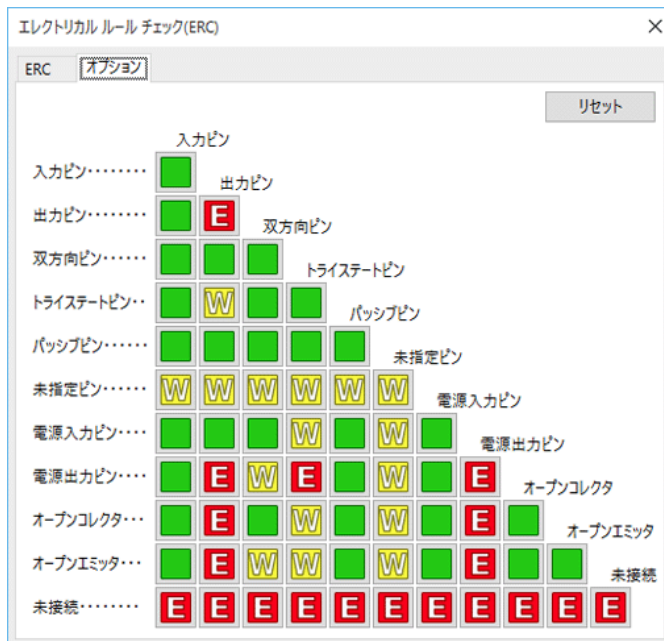 エレクトリカル ルール チェック(ERC)
ERC オプション
リセット
入力ピン
入力ピン········
出力ピン
出力ピン········ E
双方向ピン
双方向ピン······
トライステートピン
トライステートピン·· W
パッシブピン
パッシブピン······
未指定ピン
未指定ピン······ W W W W W W
電源入力ピン
電源入力ピン···· W W
電源出力ピン
電源出力ピン···· E W E W E
オープンコレクタ
オープンコレクタ··· E W W E
オープンエミッタ
オープンエミッタ··· E W W W E
未接続
未接続········ E E E E E E E E E E E